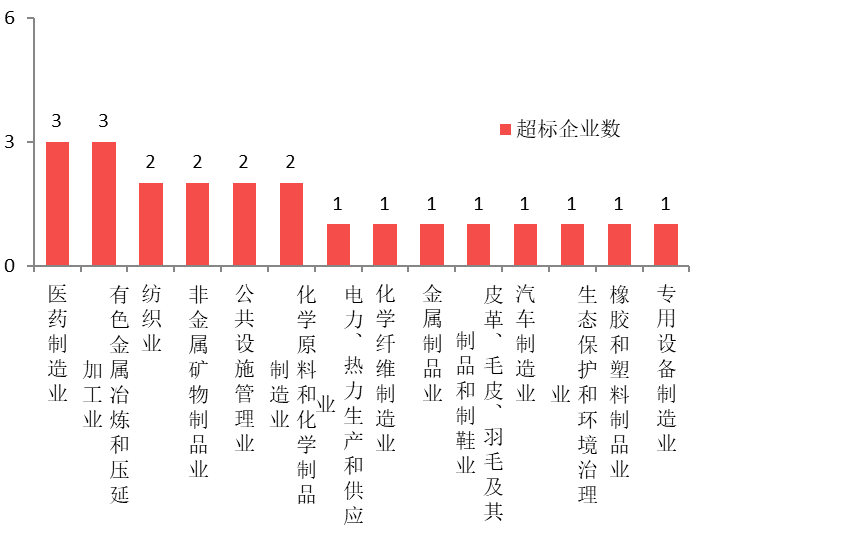 6
3
0
超标企业数
3
3
2
2
2
2
1
1
1
1
1
1
1
1
医药制造业
有色金属冶炼和压延
加工业
纺织业
非金属矿物制品业
公共设施管理业
化学原料和化学制品
制造业
电力、热力生产和供应
业
化学纤维制造业
金属制品业
皮革、毛皮、羽毛及其
制品和制鞋业
汽车制造业
生态保护和环境治理
业
橡胶和塑料制品业
专用设备制造业